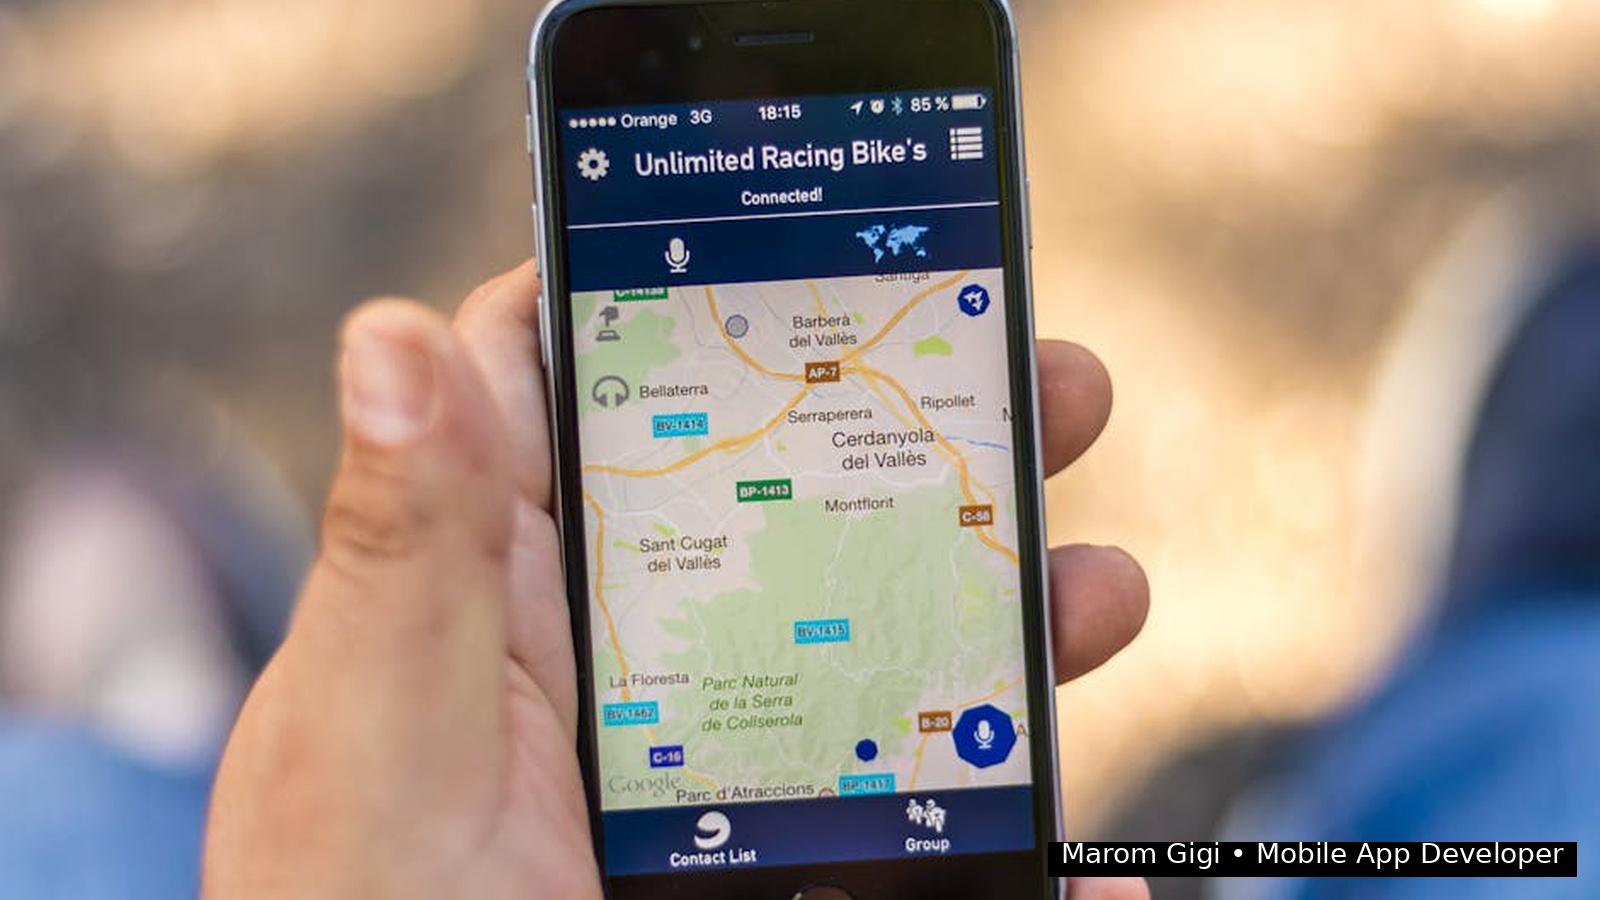 Orange 3G 18:15 85 %
Unlimited Racing Bike's
Connected!
Santiga
C-1413a
Barberà
del Vallès
AP-7
Bellaterra
Ripollet
BV-1414
Serraperera
Cerdanyola
del Vallès
BP-1413
Montflorit
C-58
Sant Cugat
del Vallès
BV-1415
La Floresta
Parc Natural
de la Serra
de Collserola
BV-1462
B-20
C-16
Google
Parc d'Atraccions
BP-1417
Contact List
Group
Marom Gigi • Mobile App Developer